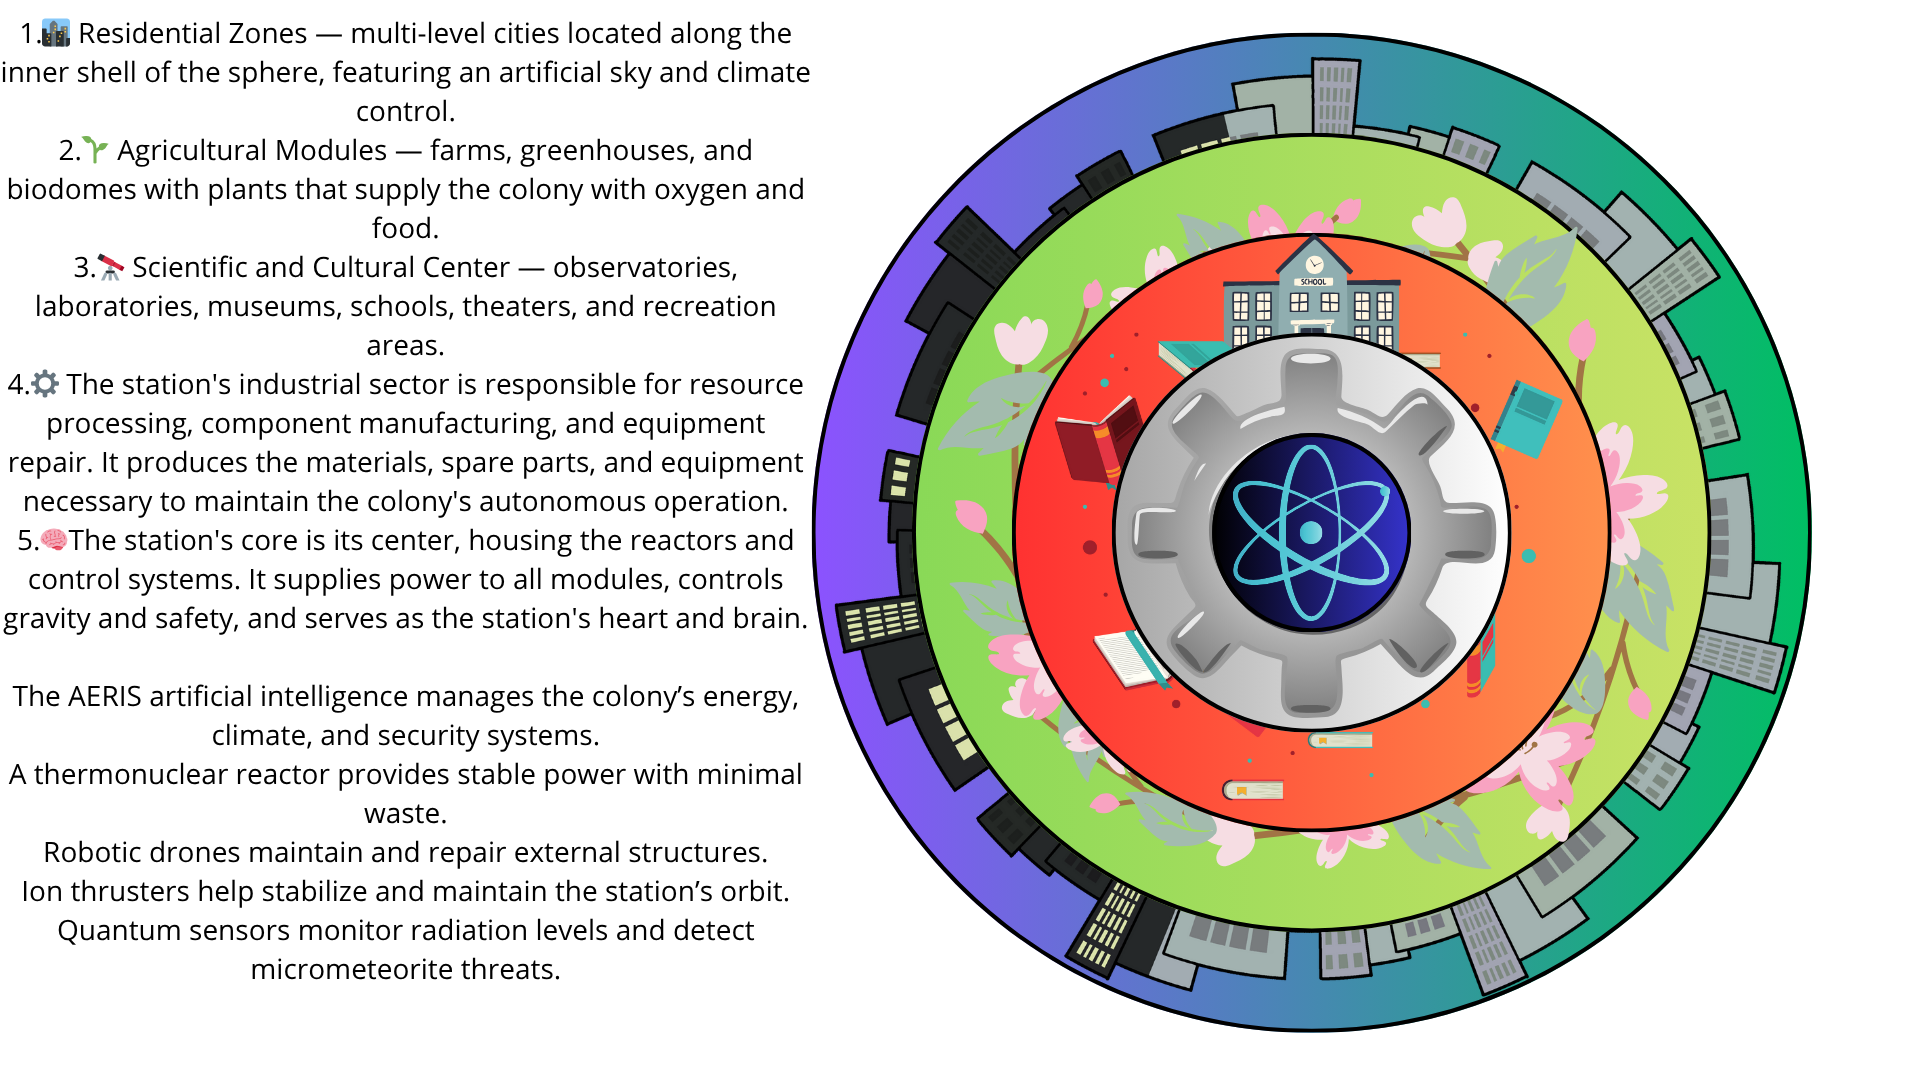 1.🏙️ Residential Zones — multi-level cities located along the
inner shell of the sphere, featuring an artificial sky and climate
control.
2.🌱 Agricultural Modules — farms, greenhouses, and
biodomes with plants that supply the colony with oxygen and
food.
3.🔭 Scientific and Cultural Center — observatories,
laboratories, museums, schools, theaters, and recreation
areas.
4.⚙️ The station's industrial sector is responsible for resource
processing, component manufacturing, and equipment
repair. It produces the materials, spare parts, and equipment
necessary to maintain the colony's autonomous operation.
5.🧠The station's core is its center, housing the reactors and
control systems. It supplies power to all modules, controls
gravity and safety, and serves as the station's heart and brain.
The AERIS artificial intelligence manages the colony’s energy,
climate, and security systems.
A thermonuclear reactor provides stable power with minimal
waste.
Robotic drones maintain and repair external structures.
Ion thrusters help stabilize and maintain the station’s orbit.
Quantum sensors monitor radiation levels and detect
micrometeorite threats.
SCHOOL